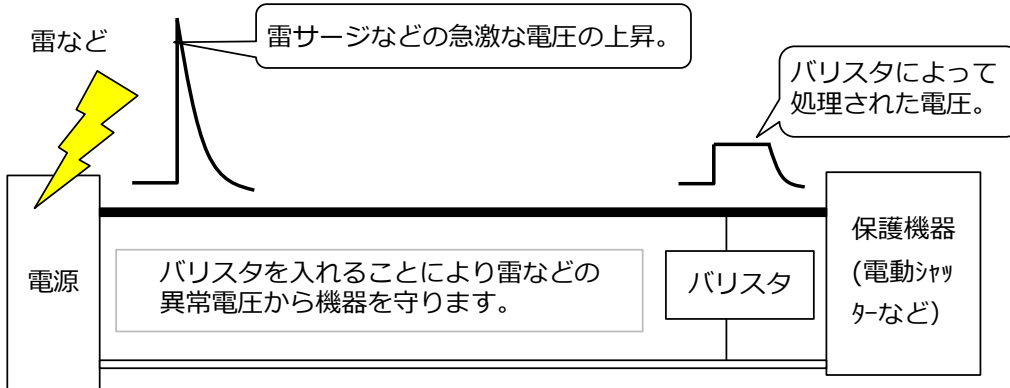 雷など
雷サージなどの急激な電圧の上昇。
バリスタによって
処理された電圧。
電源
バリスタを入れることにより雷などの
異常電圧から機器を守ります。
バリスタ
保護機器
(電動ｼｬｯ
ﾀｰなど)